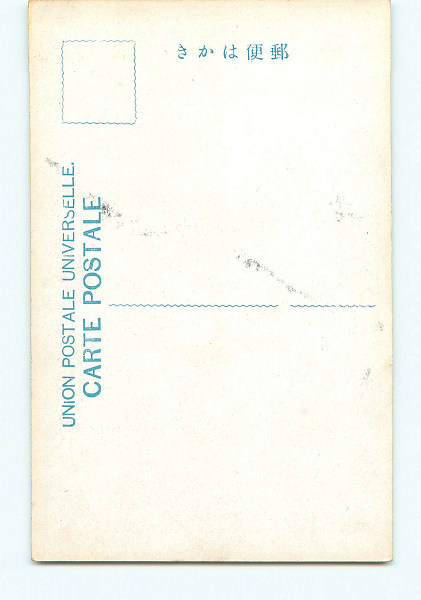 きかは便郵
UNION POSTALE UNIVERSELLE.
CARTE POSTALE